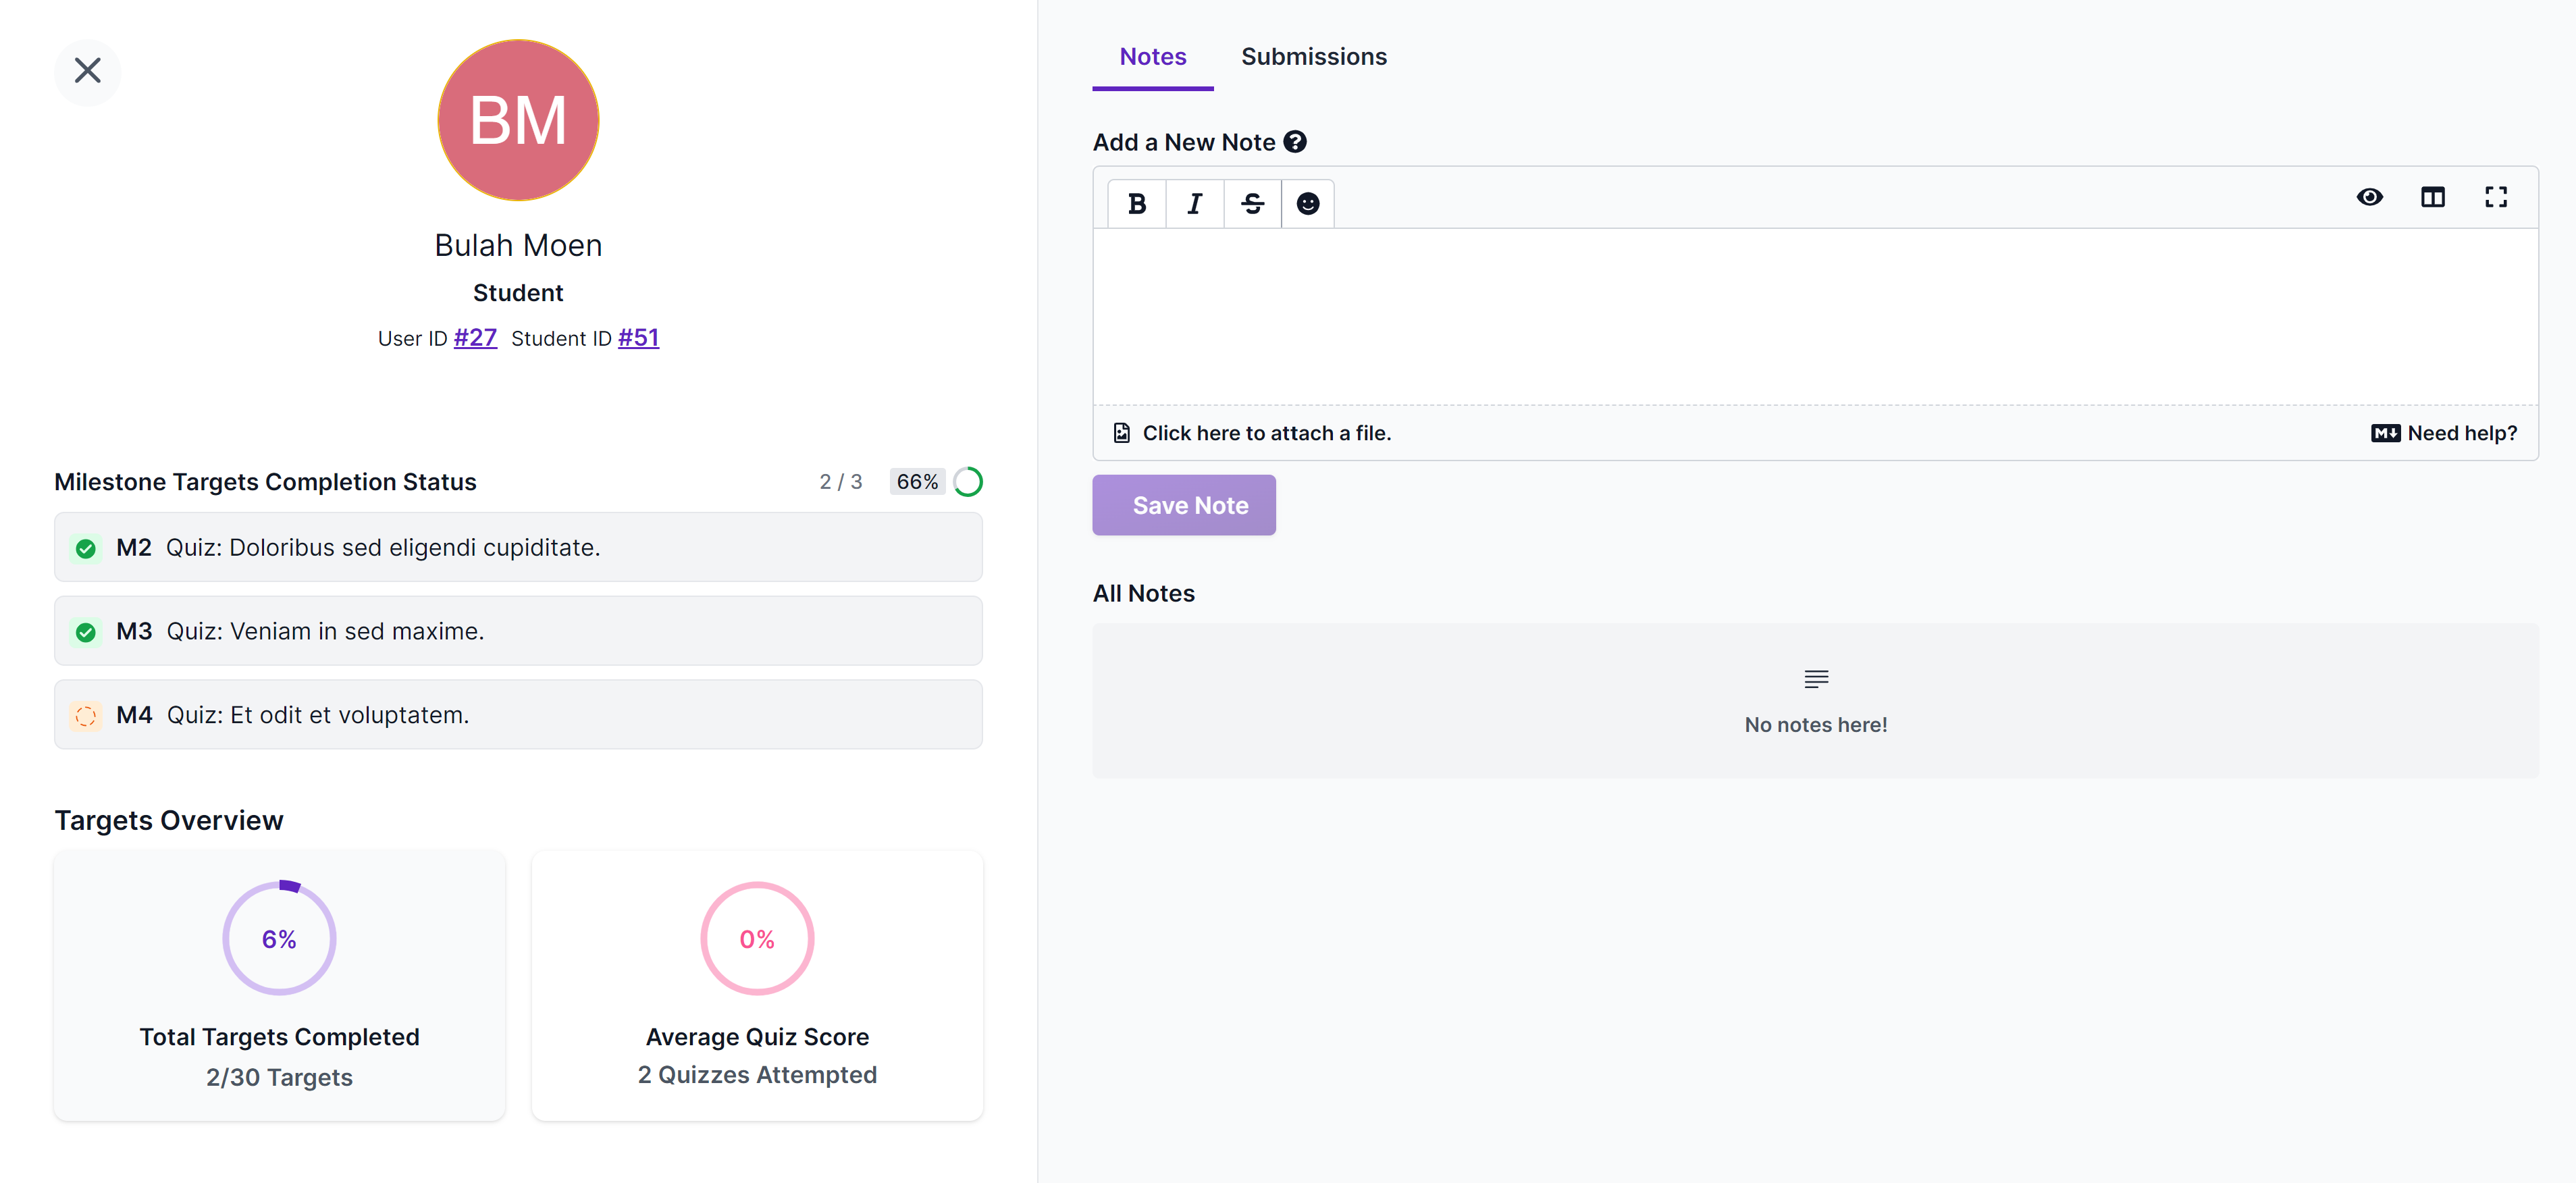 BM
Bulah Moen
Student
User ID #27 Student ID #51
Milestone Targets Completion Status 2 / 3 66%
M2 Quiz: Doloribus sed eligendi cupiditate.
M3 Quiz: Veniam in sed maxime.
M4 Quiz: Et odit et voluptatem.
Targets Overview
6%
Total Targets Completed
2/30 Targets
0%
Average Quiz Score
2 Quizzes Attempted
Notes Submissions
Add a New Note ?
B I S
Click here to attach a file. M Need help?
Save Note
All Notes
No notes here!